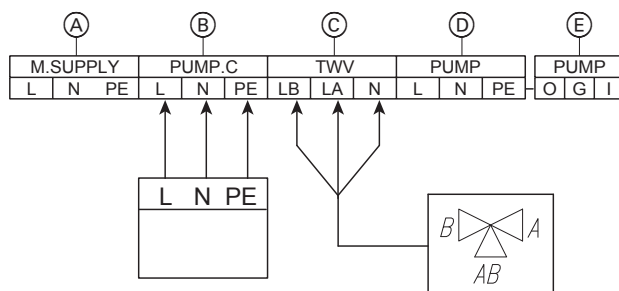 A B C D E
M.SUPPLY PUMP.C TWV PUMP PUMP
L N PE L N PE LB LA N L N PE O G I
L N PE
B A
AB